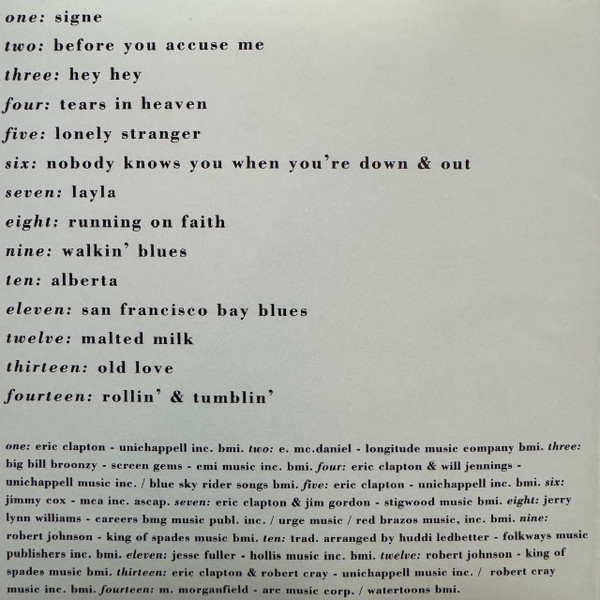 one: signe
two: before you accuse me
three: hey hey
four: tears in heaven
five: lonely stranger
six: nobody knows you when you're down & out
seven: layla
eight: running on faith
nine: walkin' blues
ten: alberta
eleven: san francisco bay blues
twelve: malted milk
thirteen: old love
fourteen: rollin' & tumblin'
one: eric clapton - unichappell inc. bmi. two: e. mc.daniel - longitude music company bmi. three:
big bill broonzy - screen gems - emi music inc. bmi. four: eric clapton & will jennings -
unichappell music inc. / blue sky rider songs bmi. five: eric clapton - unichappell inc. bmi. six:
jimmy cox - mca inc. ascap. seven: eric clapton & jim gordon - stigwood music bmi. eight: jerry
lynn williams - careers bmg music publ. inc. / urge music / red brazos music, inc. bmi. nine:
robert johnson - king of spades music bmi. ten: trad. arranged by huddi ledbetter - folkways music
publishers inc. bmi. eleven: jesse fuller - hollis music inc. bmi. twelve: robert johnson - king of
spades music bmi. thirteen: eric clapton & robert cray - unichappell music inc. / robert cray
music inc. bmi. fourteen: m. morganfield - arc music corp. / watertoons bmi.